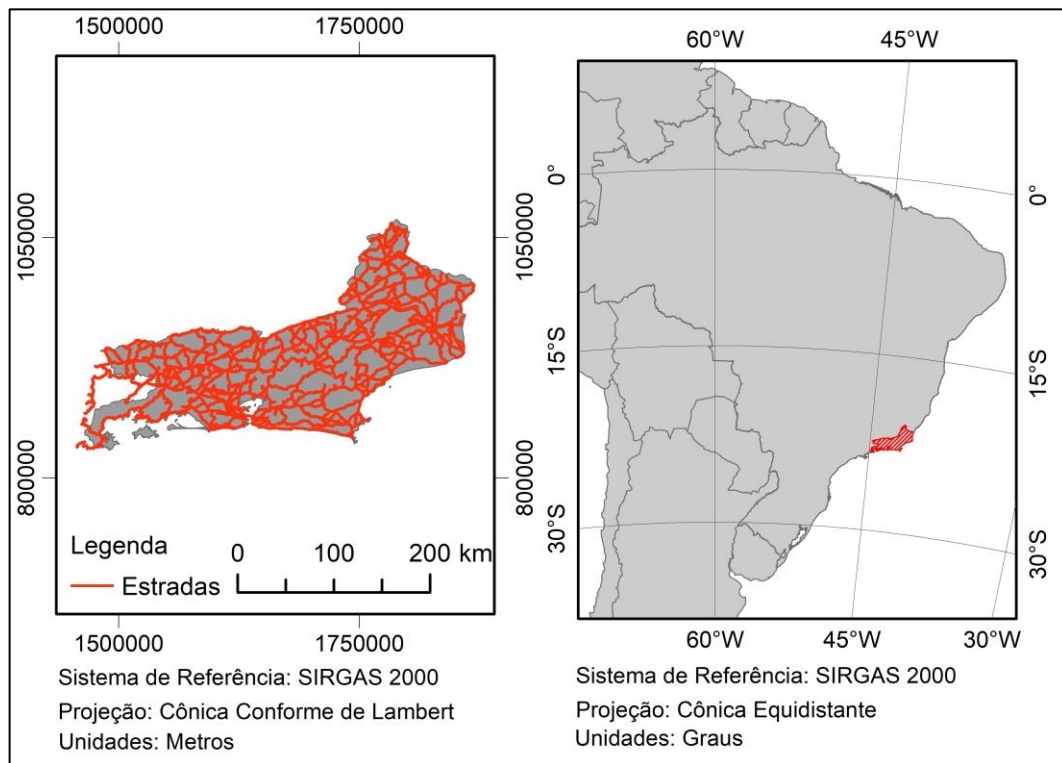 1500000 1750000
1050000
1050000
800000
800000
Legenda
0 100 200 km
Estradas
1500000 1750000
Sistema de Referência: SIRGAS 2000
Projeção: Cônica Conforme de Lambert
Unidades: Metros
60°W 45°W
0°
0°
15°S
15°S
30°S
30°S
60°W 45°W 30°W
Sistema de Referência: SIRGAS 2000
Projeção: Cônica Equidistante
Unidades: Graus